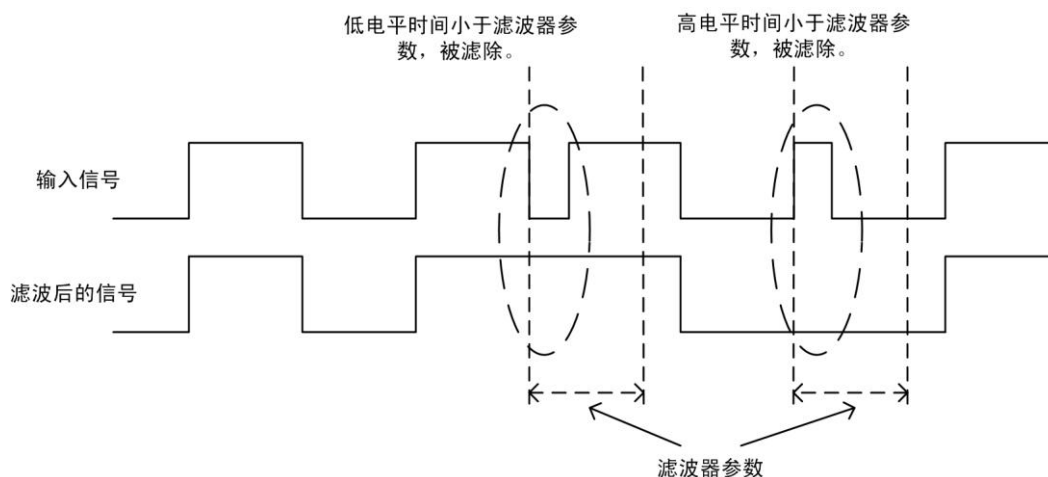 低电平时间小于滤波器参
数，被滤除。
高电平时间小于滤波器参
数，被滤除。
输入信号
滤波后的信号
滤波器参数